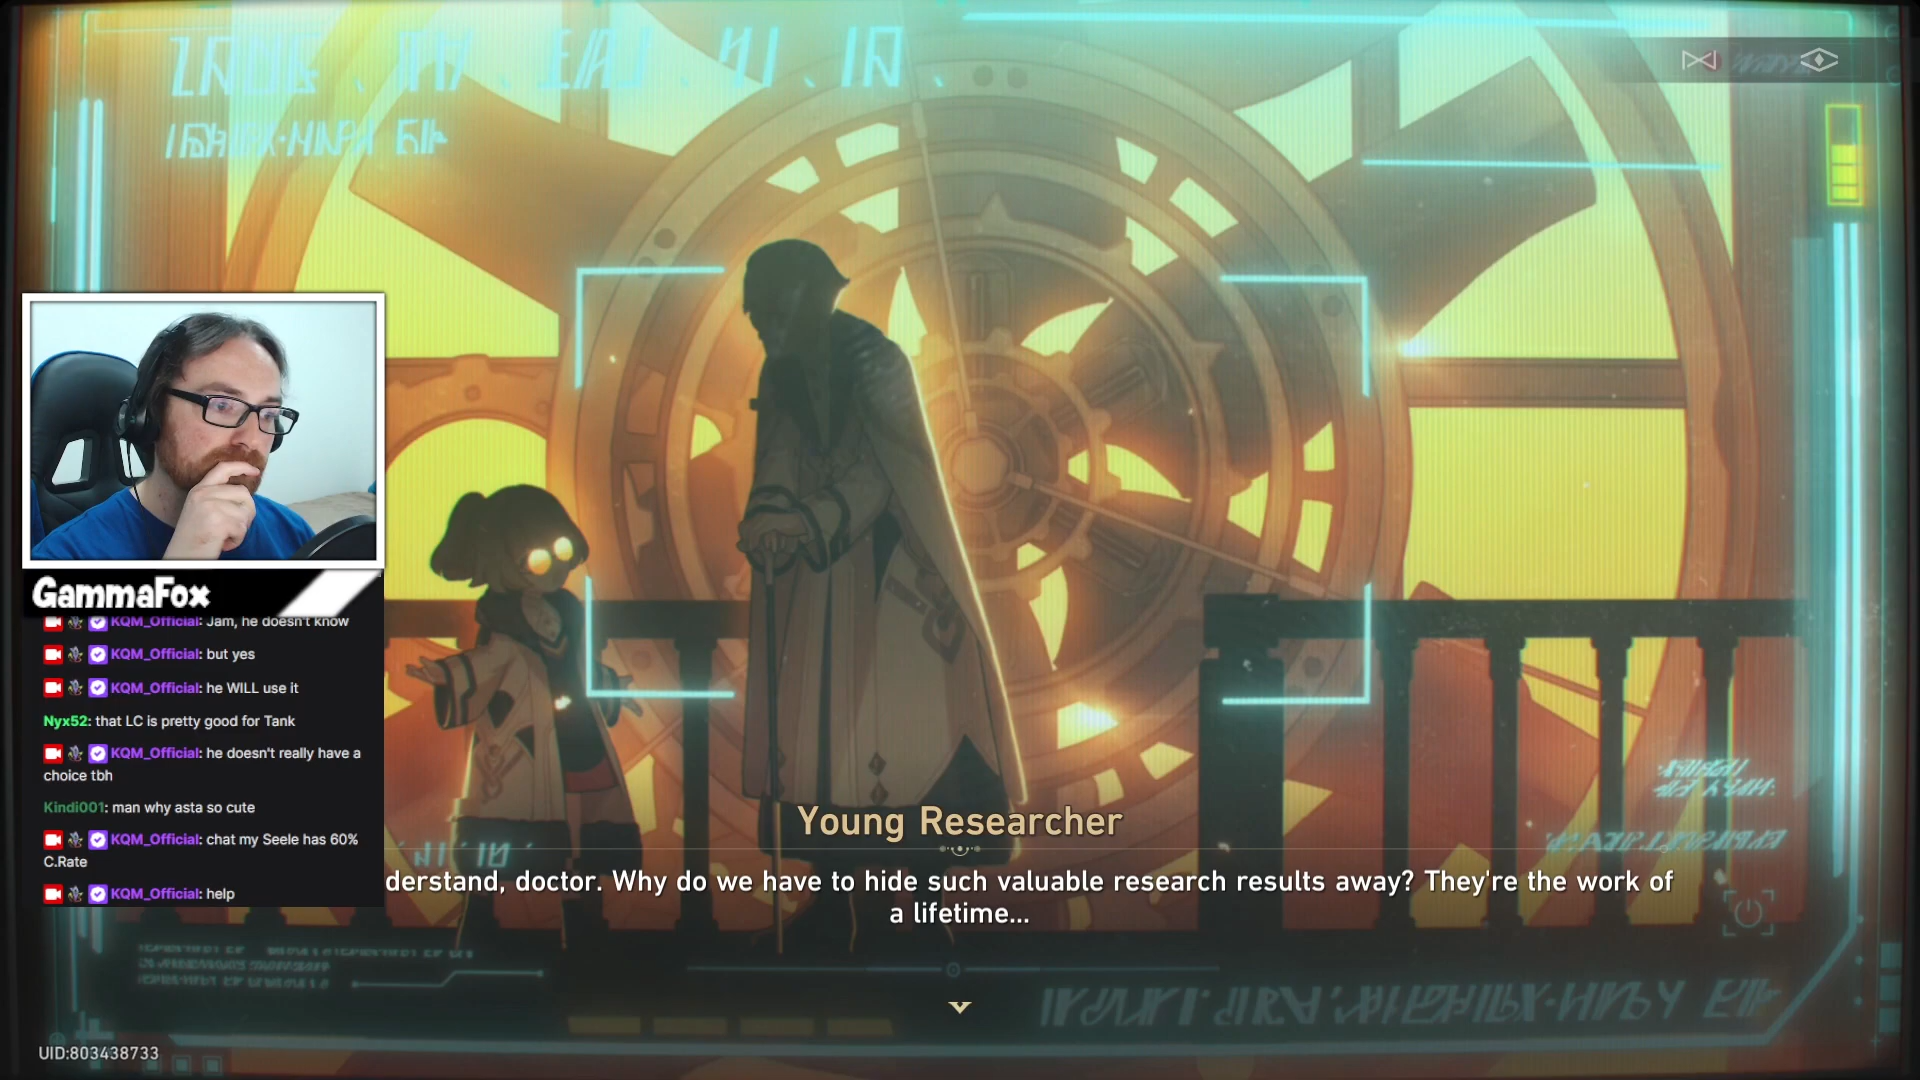 GammaFox
KQM_Official: Jam, he doesn't know
KQM_Official: but yes
KQM_Official: he WILL use it
Nyx52: that LC is pretty good for Tank
KQM_Official: he doesn't really have a
choice tbh
Kindi001: man why asta so cute
KQM_Official: chat my Seele has 60%
C.Rate
KQM_Official: help
Young Researcher
derstand, doctor. Why do we have to hide such valuable research results away? They're the work of
a lifetime...
UID:803438733